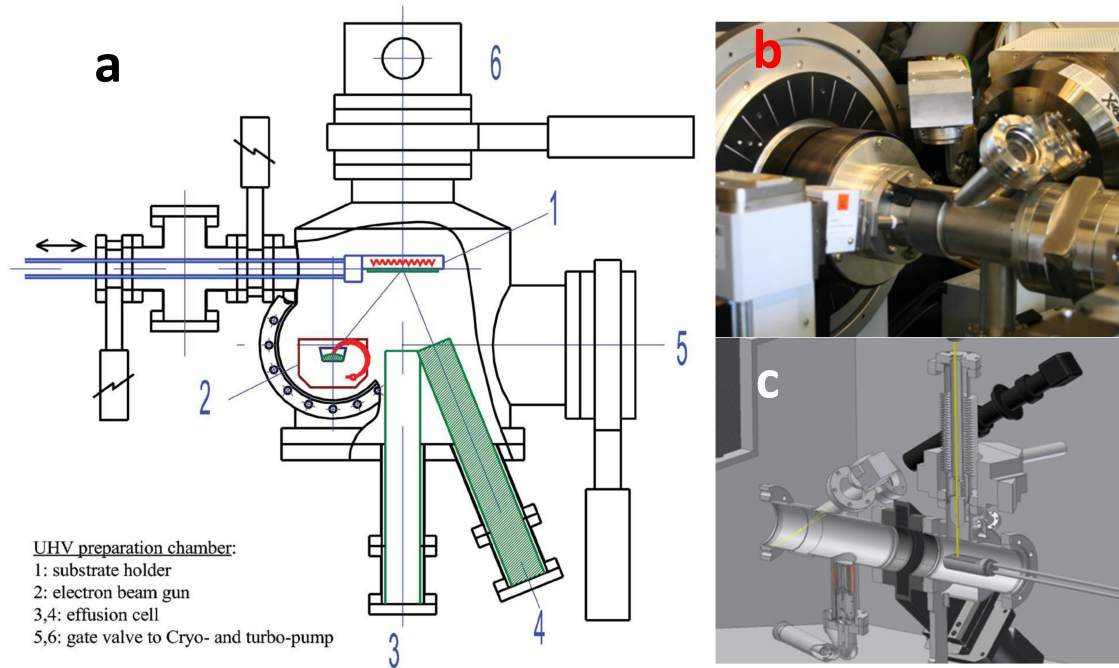 a
6
b
1
5
2
c
UHV preparation chamber:
1: substrate holder
2: electron beam gun
3,4: effusion cell
5,6: gate valve to Cryo- and turbo-pump
3
4